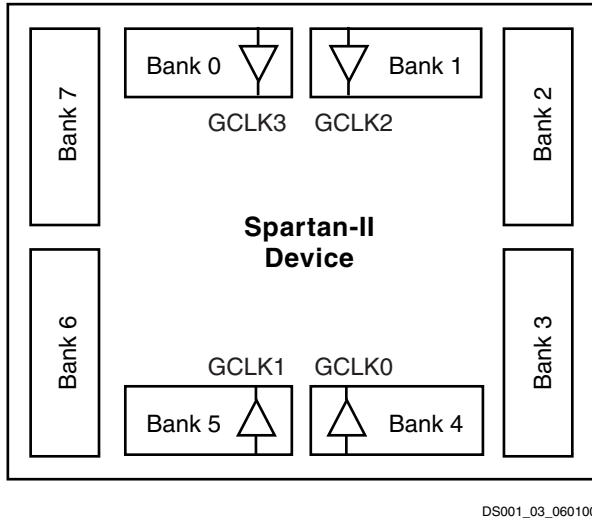 Bank 0
Bank 1
GCLK3
GCLK2
Bank 7
Bank 2
Spartan-II
Device
Bank 6
Bank 3
GCLK1
GCLK0
Bank 5
Bank 4
DS001_03_060100